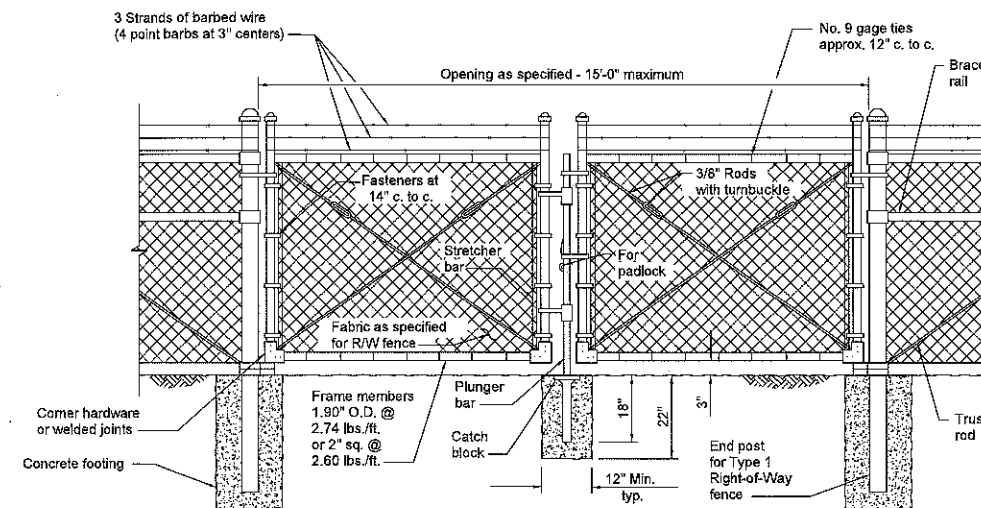 3 Strands of barbed wire
(4 point barbs at 3" centers)
No. 9 gage ties
approx. 12" c. to c.
Opening as specified - 15'-0" maximum
Brace
rail
Fasteners at
14" c. to c.
3/8" Rods
with turnbuckle
Stretcher
bar
For
padlock
Fabric as specified
for R/W fence
Corner hardware
or welded joints
Concrete footing
Frame members
1.90" O.D. @
2.74 lbs./ft.
or 2" sq. @
2.60 lbs./ft.
Plunger
bar
Catch
block
18"
22"
3"
12" Min.
typ.
End post
for Type 1
Right-of-Way
fence
Trus
rod